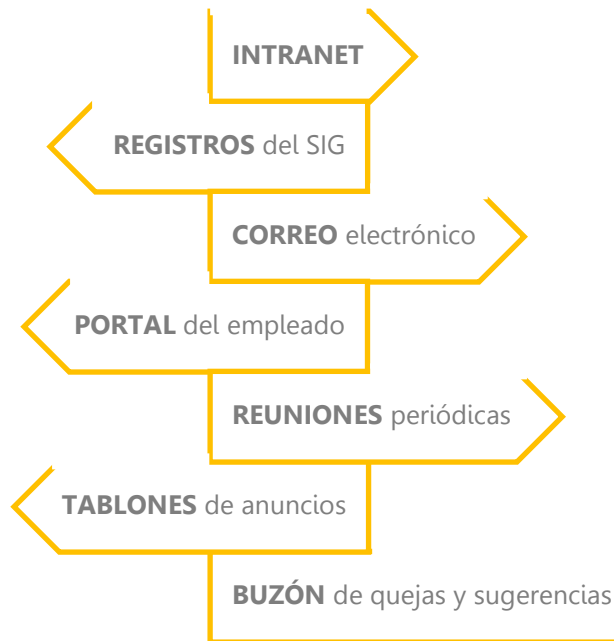 INTRANET
REGISTROS del SIG
CORREO electrónico
PORTAL del empleado
REUNIONES periódicas
TABLONES de anuncios
BUZÓN de quejas y sugerencias